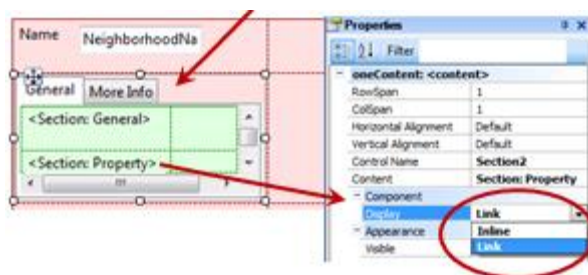 Name NeighborhoodNa
General More Info
<Section: General>
<Section: Property>
Properties
Filter
oneContent: <content>
RowSpan 1
ColSpan 1
Horizontal Alignment Default
Vertical Alignment Default
Control Name Section2
Content Section: Property
Component
Display Link
Appearance Inline
Visible Link